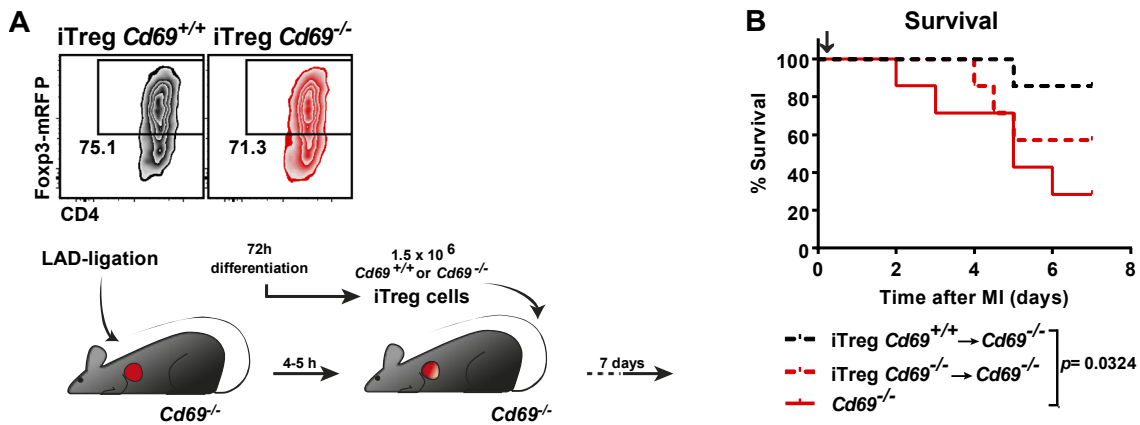 A
iTreg Cd69+/+ iTreg Cd69-/-
Foxp3-mRFP
75.1
71.3
CD4
LAD-ligation
72h
differentiation
1.5 x 10 6
Cd69+/+ or Cd69-/-
iTreg cells
4-5 h
7 days
Cd69-/-
Cd69-/-
B
Survival
% Survival
100
80
60
40
20
0
0 2 4 6 8
Time after MI (days)
iTreg Cd69+/+→Cd69-/-
iTreg Cd69-/-→Cd69-/-
Cd69-/-
p= 0.0324